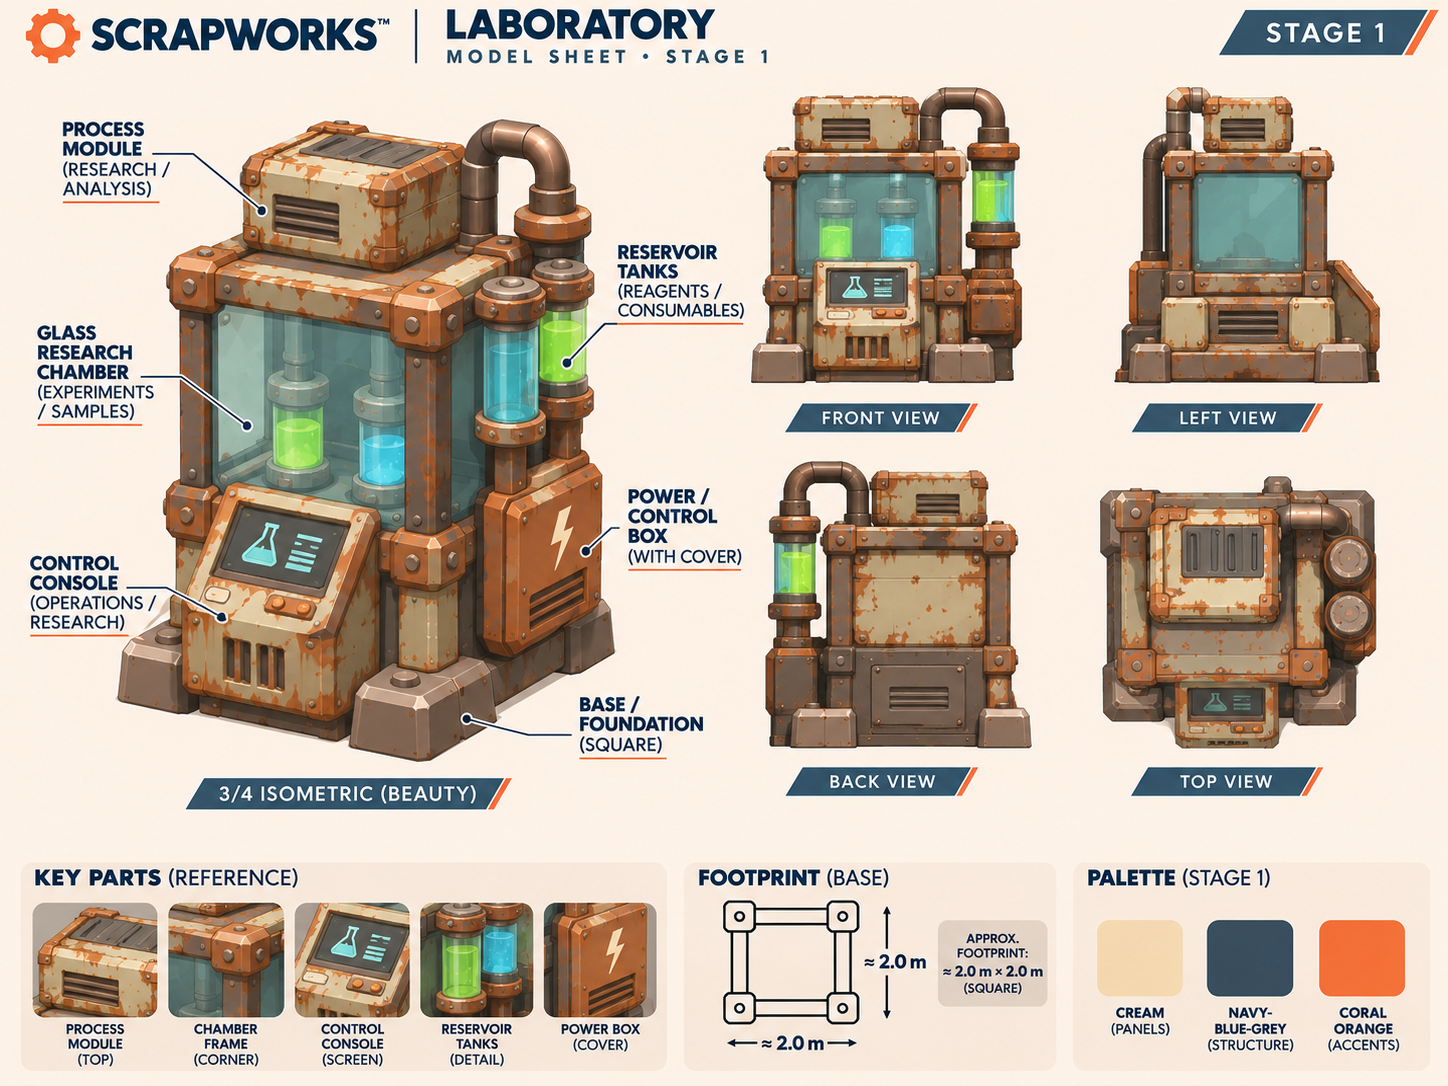 SCRAPWORKS™
LABORATORY
MODEL SHEET • STAGE 1
STAGE 1
PROCESS
MODULE
(RESEARCH /
ANALYSIS)
GLASS
RESEARCH
CHAMBER
(EXPERIMENTS
/ SAMPLES)
CONTROL
CONSOLE
(OPERATIONS /
RESEARCH)
RESERVOIR
TANKS
(REAGENTS /
CONSUMABLES)
POWER /
CONTROL
BOX
(WITH COVER)
BASE /
FOUNDATION
(SQUARE)
3/4 ISOMETRIC (BEAUTY)
FRONT VIEW
LEFT VIEW
BACK VIEW
TOP VIEW
KEY PARTS (REFERENCE)
PROCESS
MODULE
(TOP)
CHAMBER
FRAME
(CORNER)
CONTROL
CONSOLE
(SCREEN)
RESERVOIR
TANKS
(DETAIL)
POWER BOX
(COVER)
FOOTPRINT (BASE)
≈ 2.0 m
≈ 2.0 m
APPROX.
FOOTPRINT:
≈ 2.0 m × 2.0 m
(SQUARE)
PALETTE (STAGE 1)
CREAM
(PANELS)
NAVY-
BLUE-GREY
(STRUCTURE)
CORAL
ORANGE
(ACCENTS)